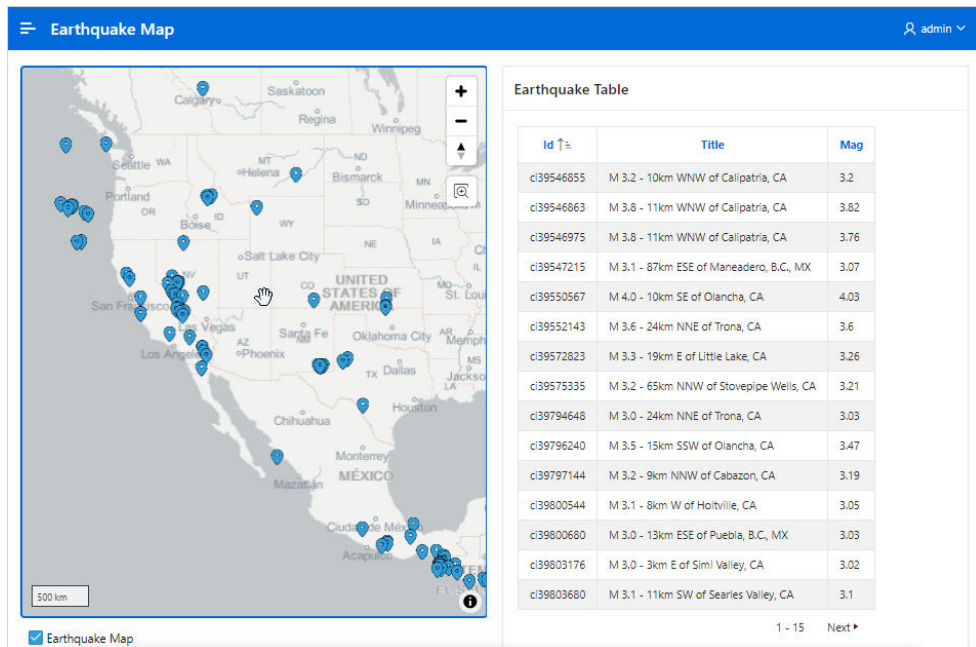 Earthquake Map
admin
Calgary
Saskatoon
Regina
Winnipeg
Seattle WA
MT
Helena
ND
Bismarck
MN
Portland
OR
ID
Boise
WY
SD
Minneap
Salt Lake City
NE
IA
IL
NV
UT
CO
UNITED
STATES OF
AMERICA
MO
St. Loui
San Francisco
Las Vegas
AZ
Phoenix
Santa Fe
NM
Oklahoma City
AR
Memph
Los Angeles
TX
Dallas
MS
Jackso
LA
Houston
Chihuahua
Monterrey
MÉXICO
Mazatlán
Ciudad de México
Acapulco
500 km
Earthquake Map
Earthquake Table
Id Title Mag
ci39546855 M 3.2 - 10km WNW of Calipatria, CA 3.2
ci39546863 M 3.8 - 11km WNW of Calipatria, CA 3.82
ci39546975 M 3.8 - 11km WNW of Calipatria, CA 3.76
ci39547215 M 3.1 - 87km ESE of Maneadero, B.C., MX 3.07
ci39550567 M 4.0 - 10km SE of Olancha, CA 4.03
ci39552143 M 3.6 - 24km NNE of Trona, CA 3.6
ci39572823 M 3.3 - 19km E of Little Lake, CA 3.26
ci39575335 M 3.2 - 65km NNW of Stovepipe Wells, CA 3.21
ci39794648 M 3.0 - 24km NNE of Trona, CA 3.03
ci39796240 M 3.5 - 15km SSW of Olancha, CA 3.47
ci39797144 M 3.2 - 9km NNW of Cabazon, CA 3.19
ci39800544 M 3.1 - 8km W of Holtville, CA 3.05
ci39800680 M 3.0 - 13km ESE of Puebla, B.C., MX 3.03
ci39803176 M 3.0 - 3km E of Simi Valley, CA 3.02
ci39803680 M 3.1 - 11km SW of Searles Valley, CA 3.1
1 - 15 Next